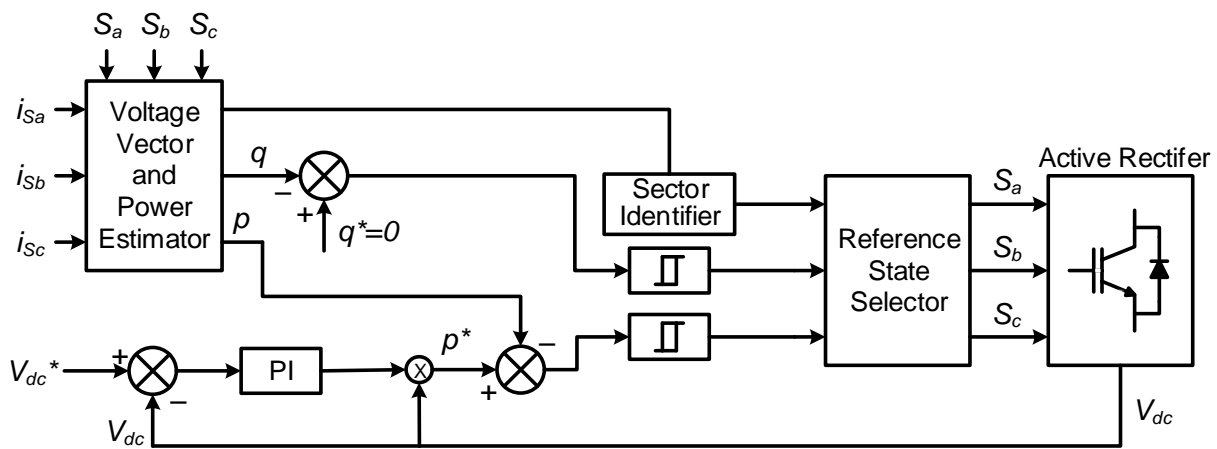 Sa Sb Sc
iSa
iSb
iSc
Voltage
Vector
and
Power
Estimator
q
−
+
q*=0
p
Sector
Identifier
Reference
State
Selector
Active Rectifer
Sa
Sb
Sc
Vdc*
+
−
PI
x
p*
−
+
Vdc
Vdc